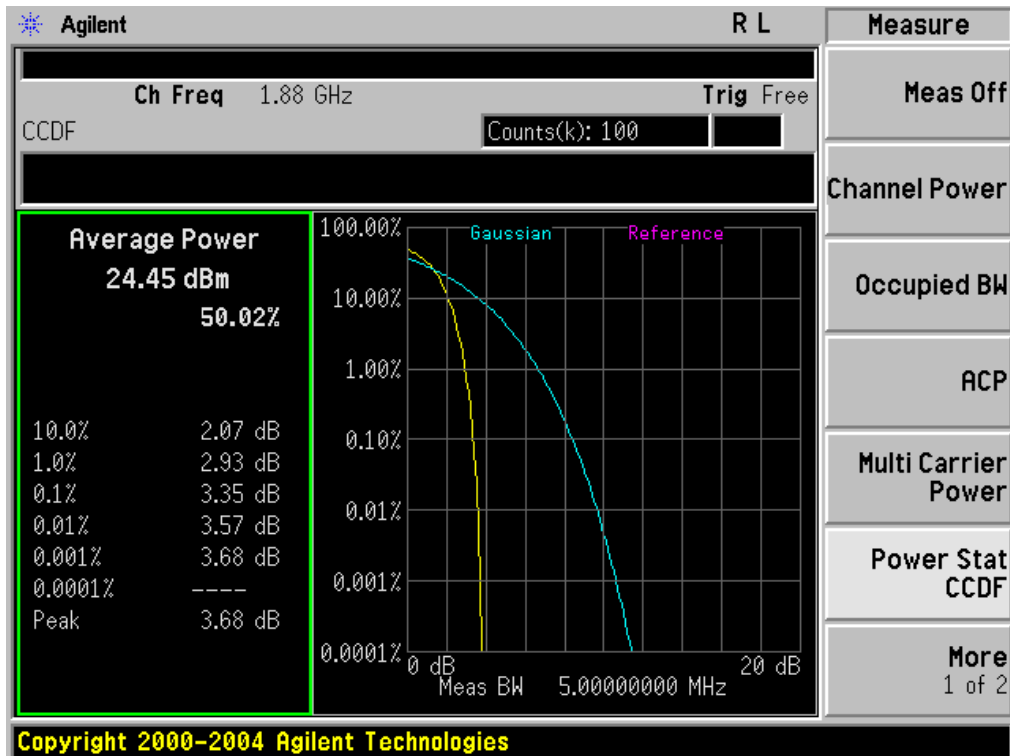 Agilent R L Measure
Ch Freq 1.88 GHz Trig Free
CCDF Counts(k): 100
Meas Off
Channel Power
Occupied BW
ACP
Multi Carrier Power
Power Stat CCDF
More
1 of 2
Average Power
24.45 dBm
50.02%
10.0% 2.07 dB
1.0% 2.93 dB
0.1% 3.35 dB
0.01% 3.57 dB
0.001% 3.68 dB
0.0001% ----
Peak 3.68 dB
Gaussian Reference
100.00%
10.00%
1.00%
0.10%
0.01%
0.001%
0.0001%
0 dB 20 dB
Meas BW 5.00000000 MHz
Copyright 2000-2004 Agilent Technologies